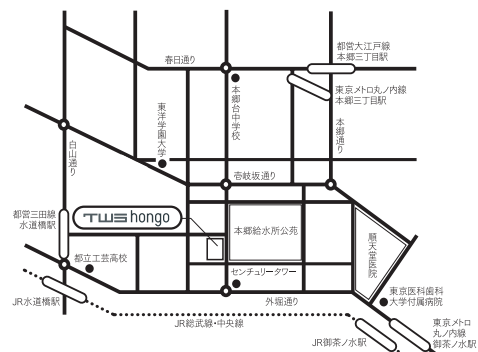 都営大江戸線
本郷三丁目駅
春日通り
東京メトロ丸ノ内線
本郷三丁目駅
本郷台中学校
東洋学園大学
本郷通り
白山通り
壱岐坂通り
都営三田線
水道橋駅
TWS hongo
本郷給水所公苑
順天堂医院
都立工芸高校
センチュリータワー
東京医科歯科
大学付属病院
外堀通り
JR水道橋駅
JR総武線・中央線
東京メトロ
丸ノ内線
御茶ノ水駅
JR御茶ノ水駅